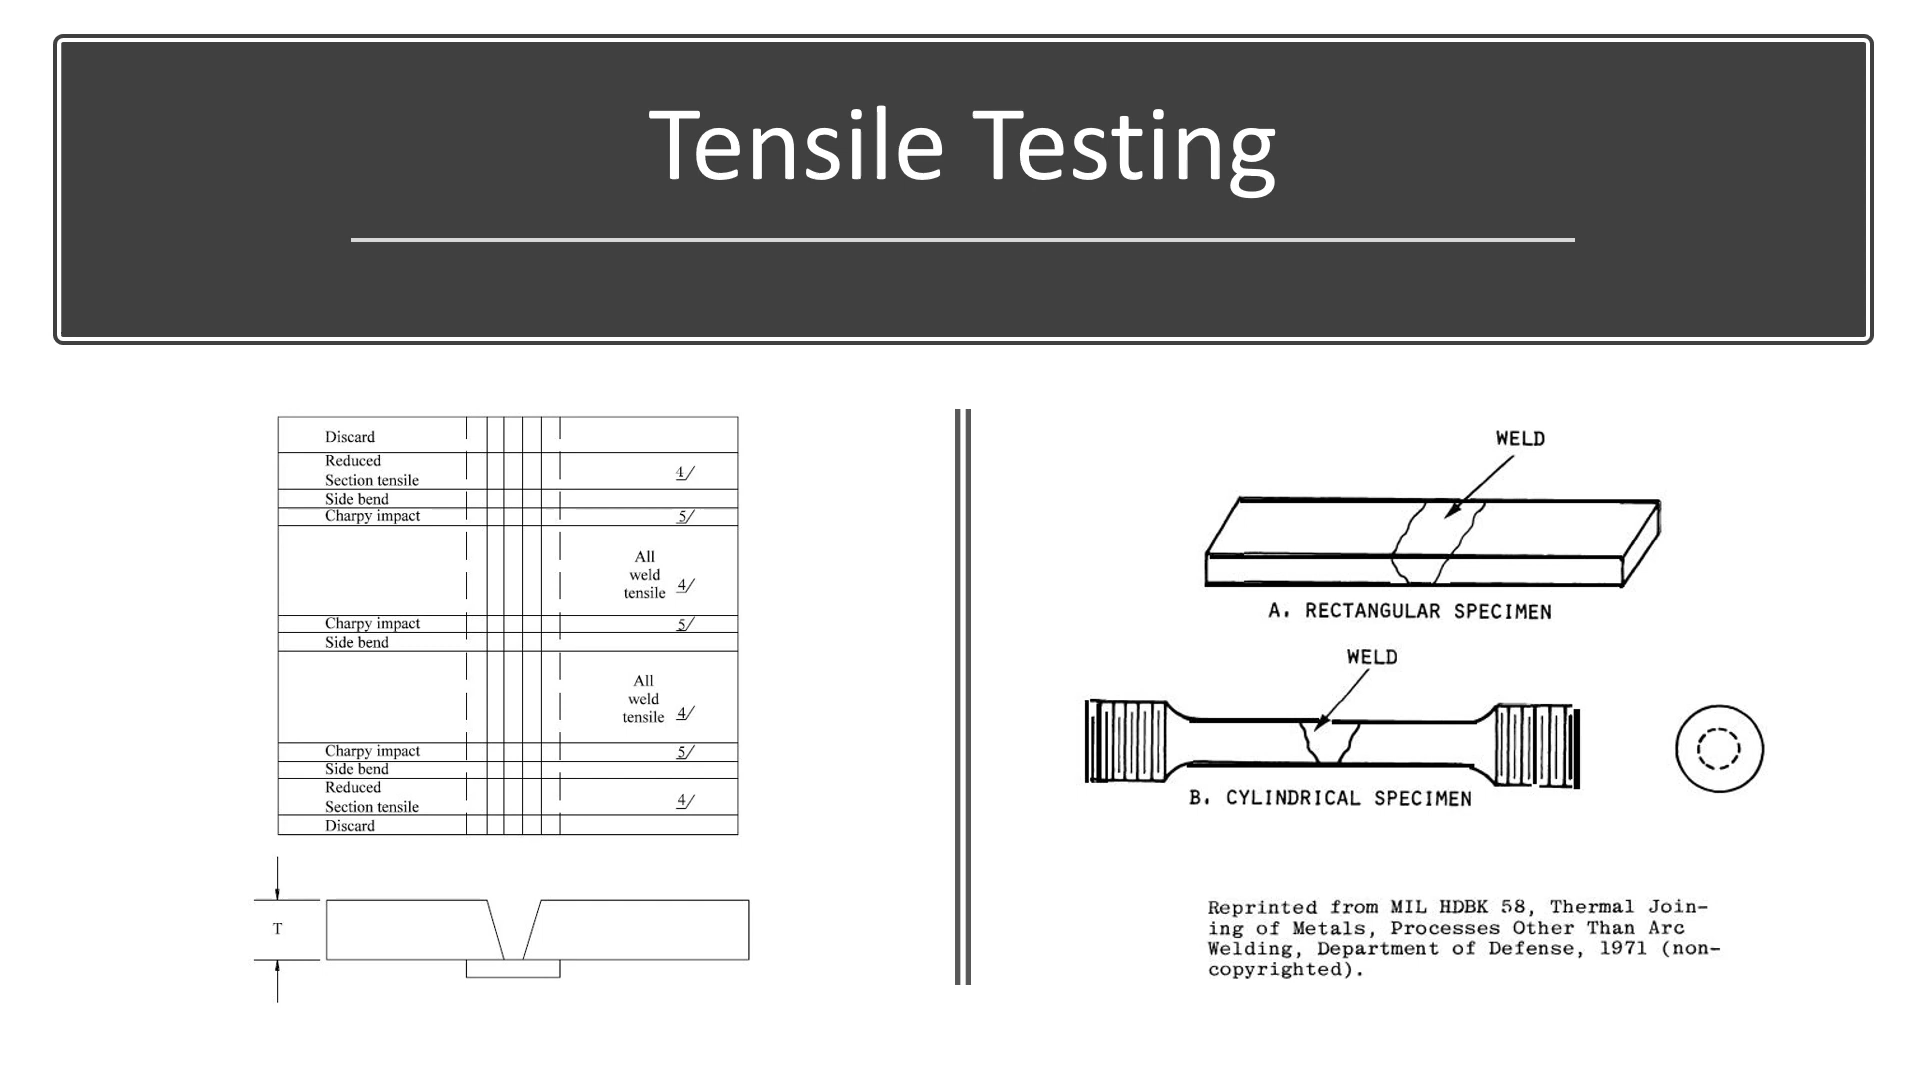 Tensile Testing
Discard
Reduced
Section tensile 4/
Side bend
Charpy impact 5/
All
weld
tensile 4/
Charpy impact 5/
Side bend
All
weld
tensile 4/
Charpy impact 5/
Side bend
Reduced
Section tensile 4/
Discard
T
WELD
A. RECTANGULAR SPECIMEN
WELD
B. CYLINDRICAL SPECIMEN
Reprinted from MIL HDBK 58, Thermal Join-
ing of Metals, Processes Other Than Arc
Welding, Department of Defense, 1971 (non-
copyrighted).